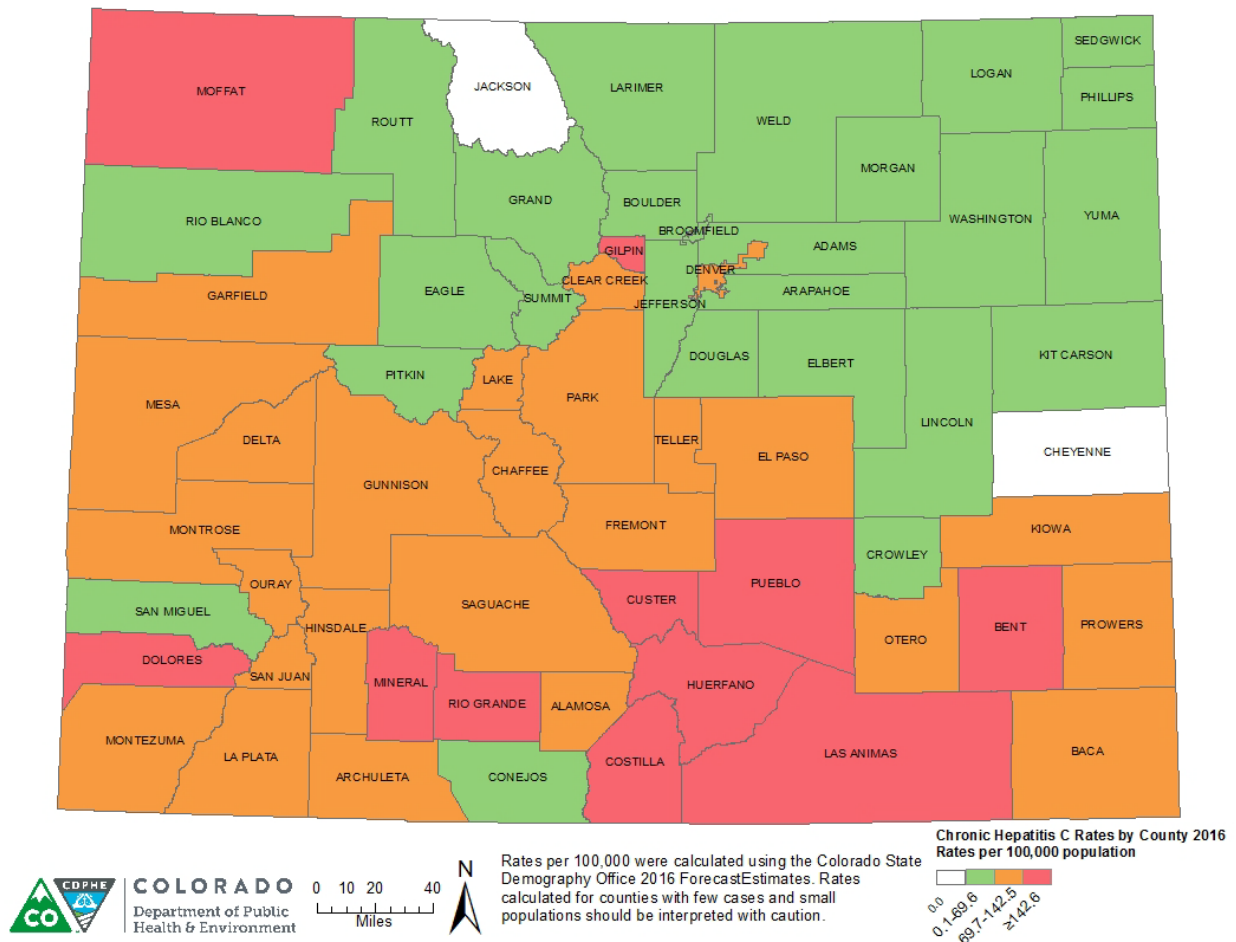 SEDGWICK
LOGAN
JACKSON
LARIMER
MOFFAT
PHILLIPS
ROUTT
WELD
MORGAN
GRAND
BOULDER
YUMA
RIO BLANCO
WASHINGTON
BROOMFIELD
ADAMS
GILPIN
DENVER
CLEAR CREEK
EAGLE
ARAPAHOE
GARFIELD
SUMMIT
JEFFERSON
DOUGLAS
KIT CARSON
ELBERT
PITKIN
LAKE
PARK
MESA
LINCOLN
DELTA
TELLER
CHEYENNE
EL PASO
CHAFFEE
GUNNISON
FREMONT
MONTROSE
KIOWA
CROWLEY
OURAY
PUEBLO
CUSTER
SAGUACHE
SAN MIGUEL
HINSDALE
PROWERS
BENT
OTERO
DOLORES
SAN JUAN
MINERAL
HUERFANO
RIO GRANDE
ALAMOSA
MONTEZUMA
BACA
LAS ANIMAS
LA PLATA
COSTILLA
ARCHULETA
CONEJOS
Chronic Hepatitis C Rates by County 2016
Rates per 100,000 population
0.0
0.1-69.6
69.7-142.5
≥142.6
Rates per 100,000 were calculated using the Colorado State
Demography Office 2016 ForecastEstimates. Rates
calculated for counties with few cases and small
populations should be interpreted with caution.
N
0 10 20 40
Miles
CO
CDPHE
COLORADO
Department of Public
Health & Environment